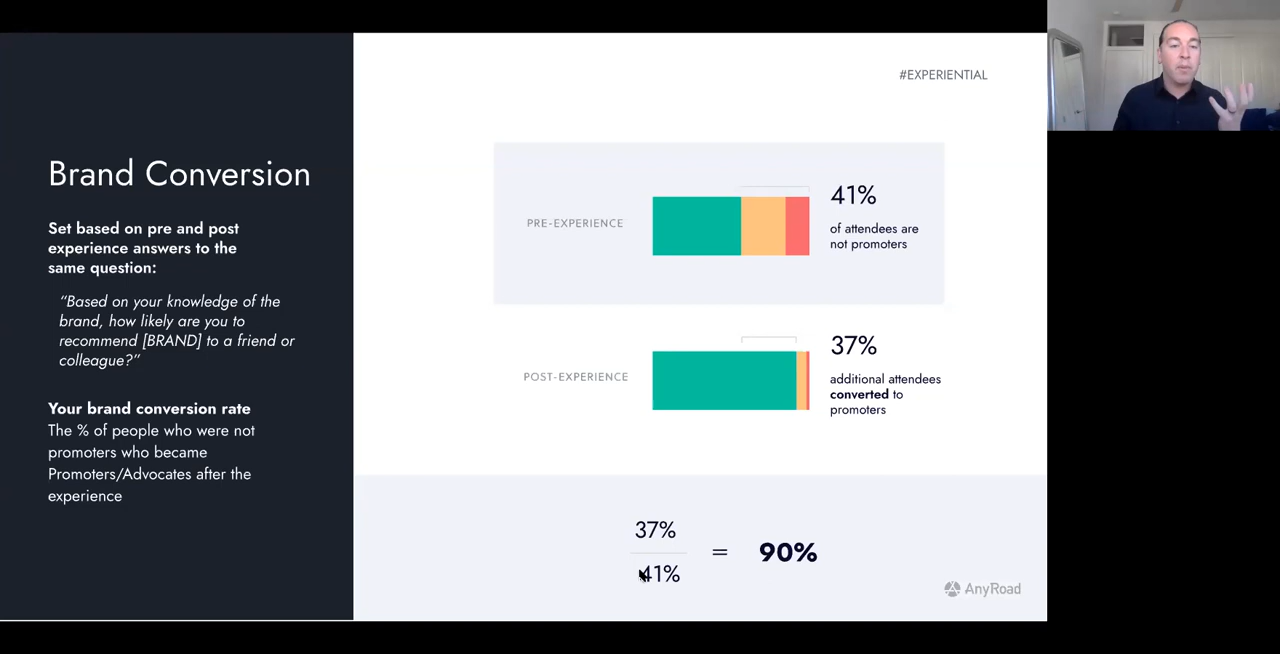 #EXPERIENTIAL
Brand Conversion
Set based on pre and post
experience answers to the
same question:
“Based on your knowledge of the
brand, how likely are you to
recommend [BRAND] to a friend or
colleague?”
Your brand conversion rate
The % of people who were not
promoters who became
Promoters/Advocates after the
experience
PRE-EXPERIENCE
41%
of attendees are
not promoters
POST-EXPERIENCE
37%
additional attendees
converted to
promoters
37%
41%
= 90%
AnyRoad